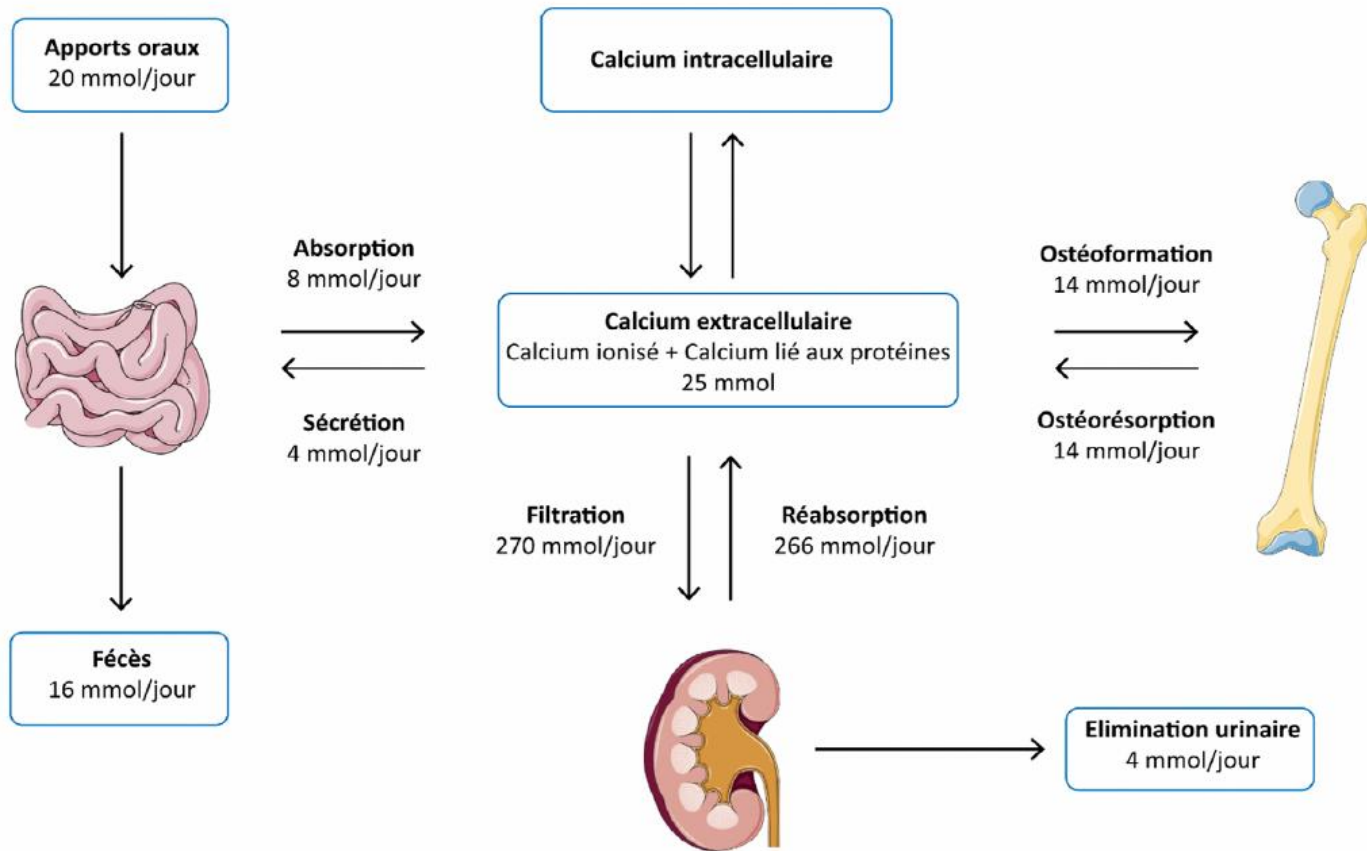 Apports oraux
20 mmol/jour
Calcium intracellulaire
Absorption
8 mmol/jour
Ostéoformation
14 mmol/jour
Calcium extracellulaire
Calcium ionisé + Calcium lié aux protéines
25 mmol
Sécrétion
4 mmol/jour
Ostéorésorption
14 mmol/jour
Filtration
270 mmol/jour
Réabsorption
266 mmol/jour
Fécès
16 mmol/jour
Elimination urinaire
4 mmol/jour